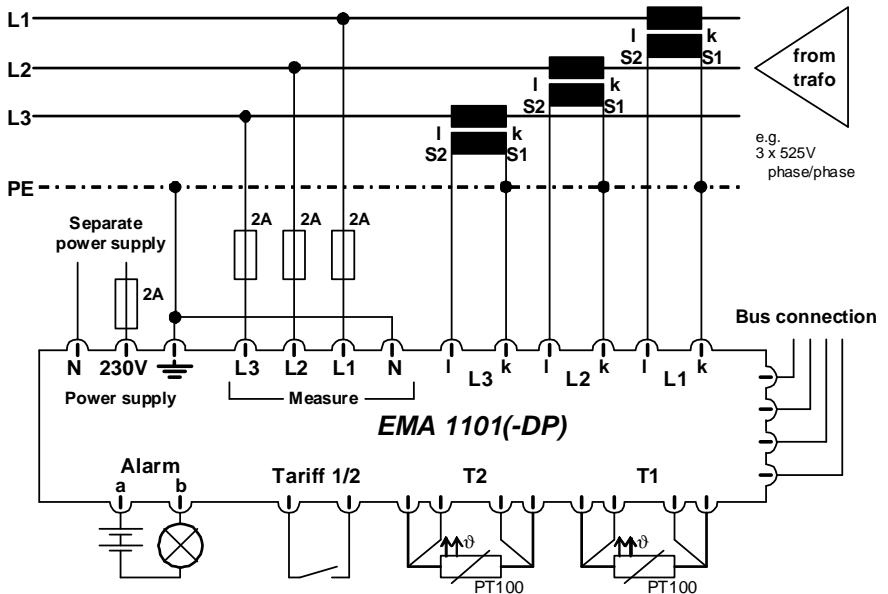 L1
l k
S2 S1
from
trafo
L2
l k
S2 S1
L3
l k
S2 S1
e.g.
3 x 525V
phase/phase
PE
Separate
power supply
2A 2A 2A
2A
Bus connection
N 230V L3 L2 L1 N l L3 k l L2 k l L1 k
Power supply Measure
EMA 1101(-DP)
Alarm Tariff 1/2 T2 T1
a b
ϑ ϑ
PT100 PT100